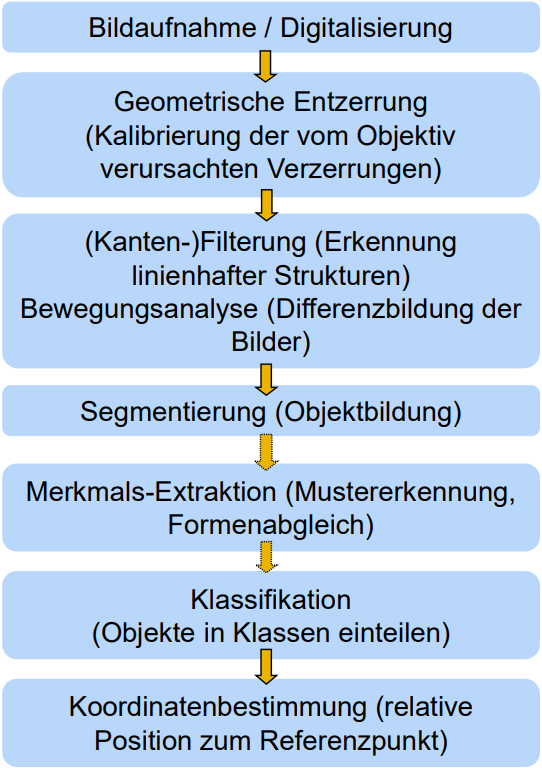 Bildaufnahme / Digitalisierung
Geometrische Entzerrung
(Kalibrierung der vom Objektiv
verursachten Verzerrungen)
(Kanten-)Filterung (Erkennung
linienhafter Strukturen)
Bewegungsanalyse (Differenzbildung der
Bilder)
Segmentierung (Objektbildung)
Merkmals-Extraktion (Mustererkennung,
Formenabgleich)
Klassifikation
(Objekte in Klassen einteilen)
Koordinatenbestimmung (relative
Position zum Referenzpunkt)